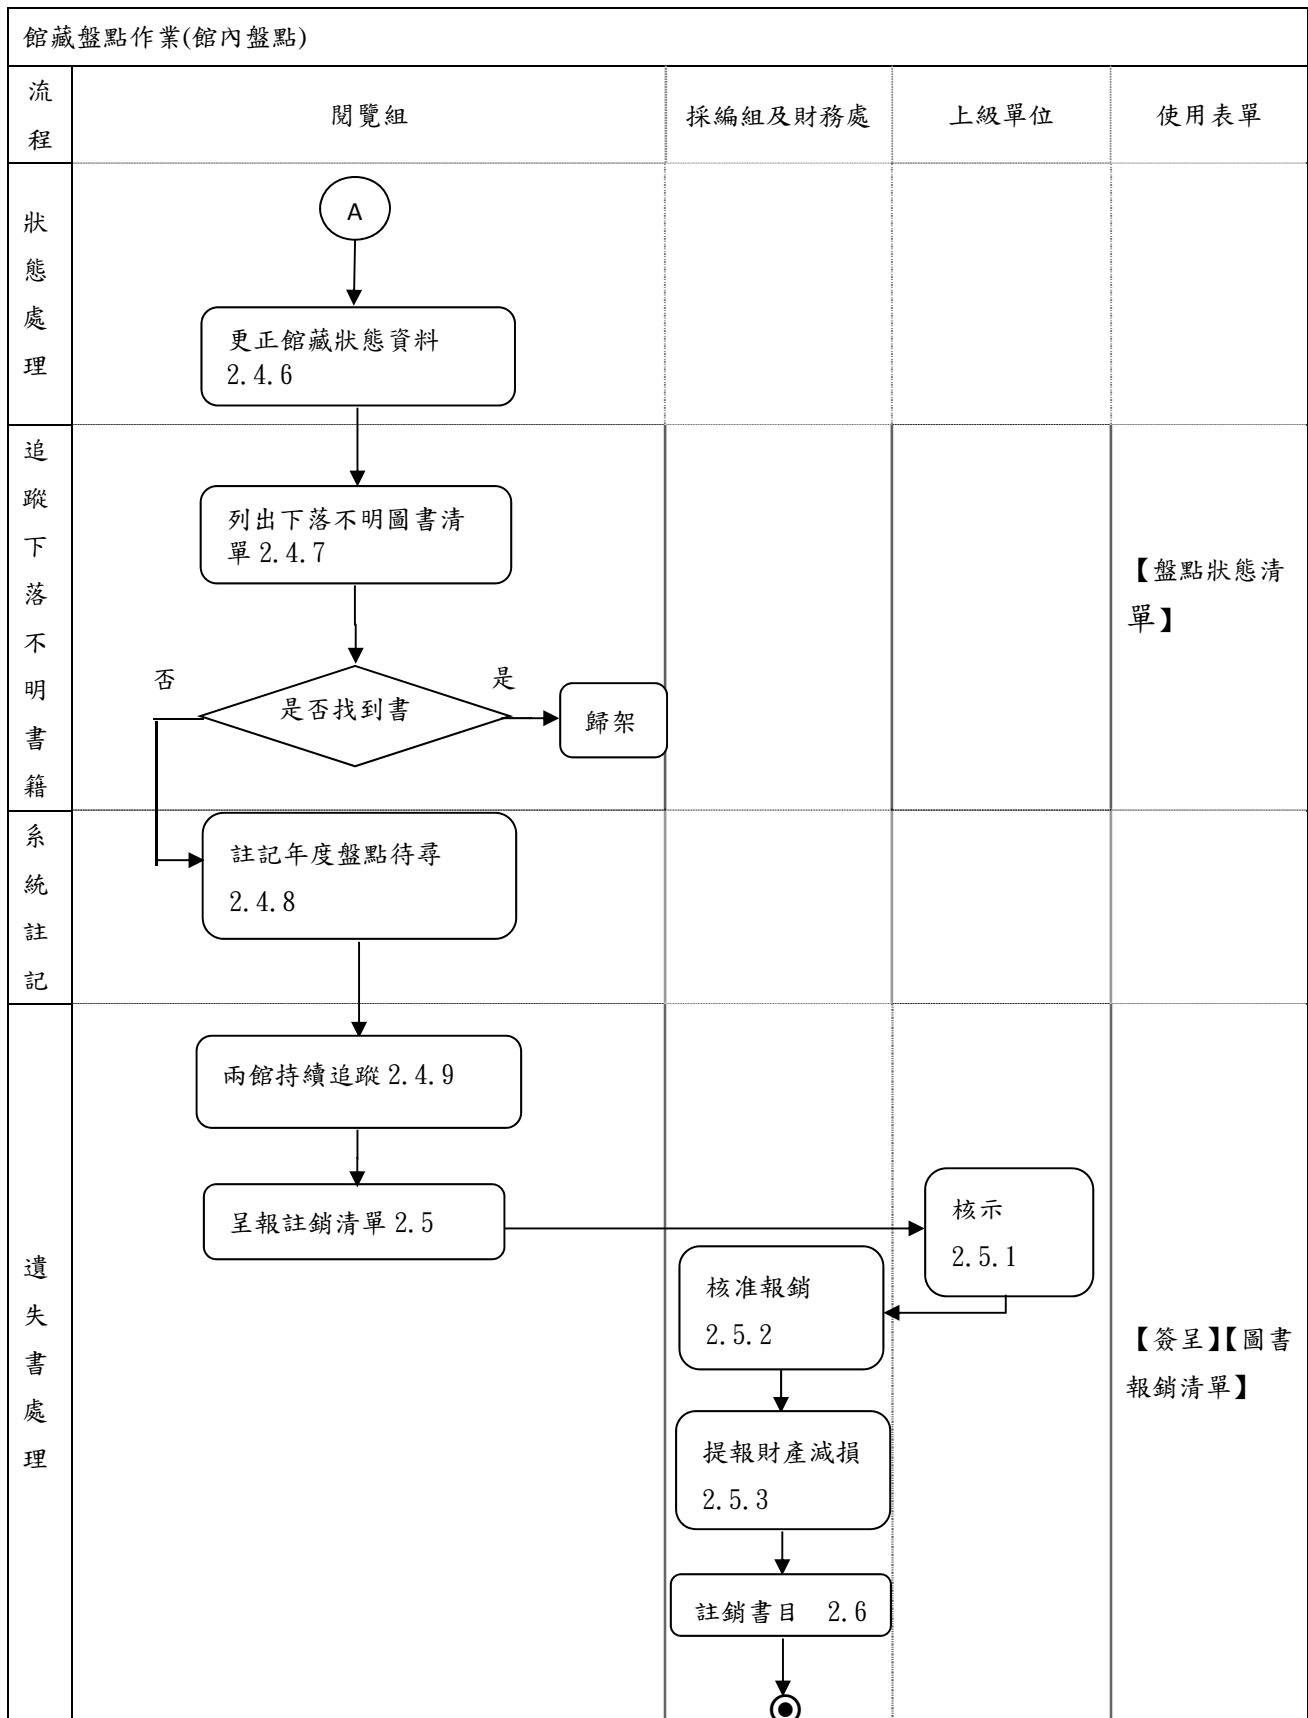 館藏盤點作業(館內盤點)
流
程
閱覽組
採編組及財務處
上級單位
使用表單
狀
態
處
理
A
更正館藏狀態資料
2.4.6
追
蹤
下
落
不
明
書
籍
列出下落不明圖書清
單 2.4.7
【盤點狀態清
單】
否
是
是否找到書
歸架
系
統
註
記
註記年度盤點待尋
2.4.8
遺
失
書
處
理
兩館持續追蹤 2.4.9
呈報註銷清單 2.5
核示
2.5.1
核准報銷
2.5.2
【簽呈】【圖書
報銷清單】
提報財產減損
2.5.3
註銷書目 2.6